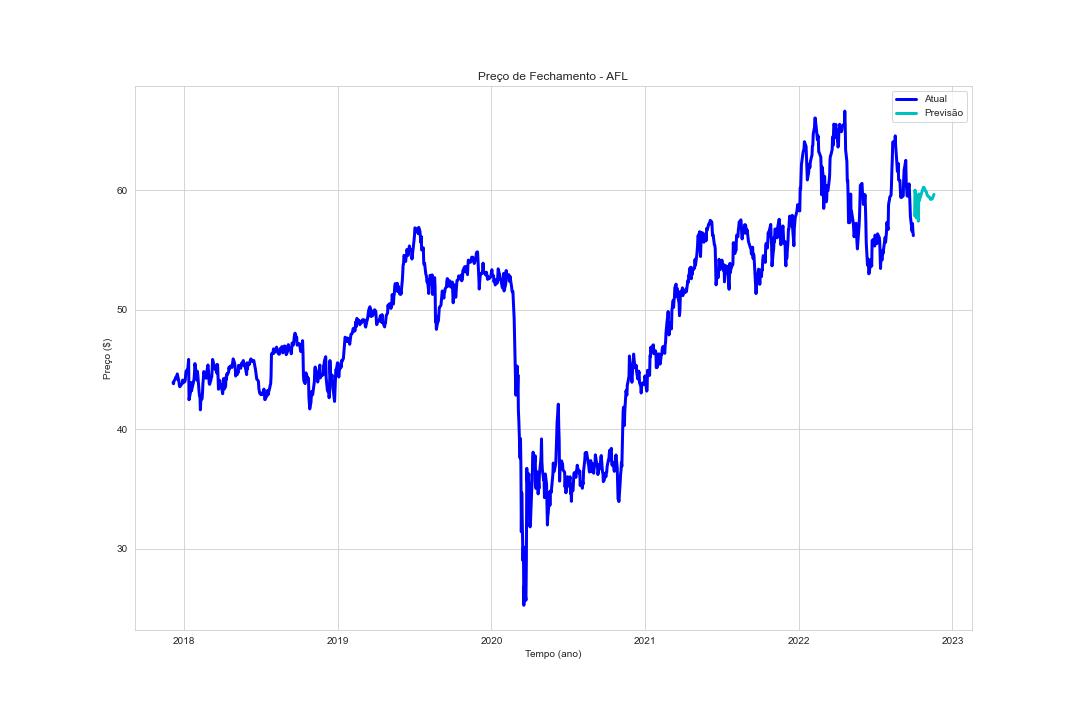 Preço de Fechamento - AFL
Atual
Previsão
Preço ($)
60
50
40
30
2018 2019 2020 2021 2022 2023
Tempo (ano)